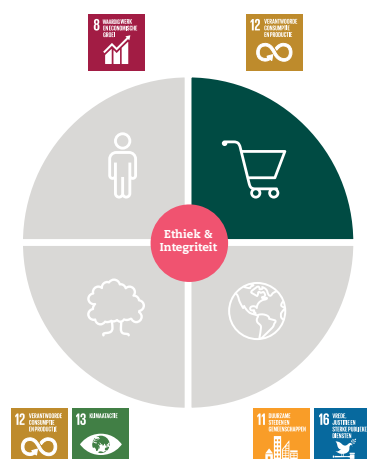 8 WAARDIG WERK
EN ECONOMISCHE
GROEI
12 VERANTWOORDE
CONSUMPTIE
EN PRODUCTIE
Ethiek &
Integriteit
12 VERANTWOORDE
CONSUMPTIE
EN PRODUCTIE
13 KLIMAATACTIE
11 DUURZAME
STEDEN EN
GEMEENSCHAPPEN
16 VREDE,
JUSTITIE EN
STERKE PUBLIEKE
DIENSTEN